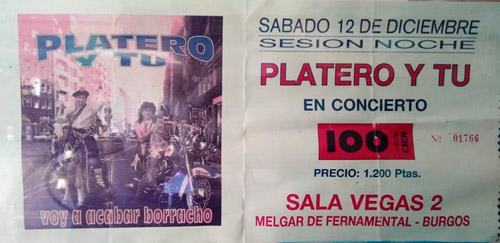 PLATERO
Y TU
voy a acabar borracho
SABADO 12 DE DICIEMBRE
SESION NOCHE
PLATERO Y TU
EN CONCIERTO
100
CIEN
Nº 01766
PRECIO: 1.200 Ptas.
SALA VEGAS 2
MELGAR DE FERNAMENTAL - BURGOS